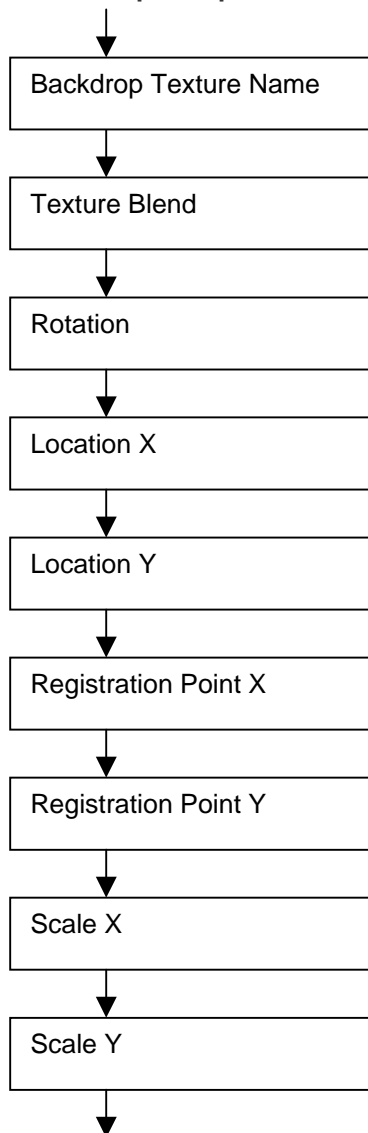 Backdrop Texture Name
Texture Blend
Rotation
Location X
Location Y
Registration Point X
Registration Point Y
Scale X
Scale Y